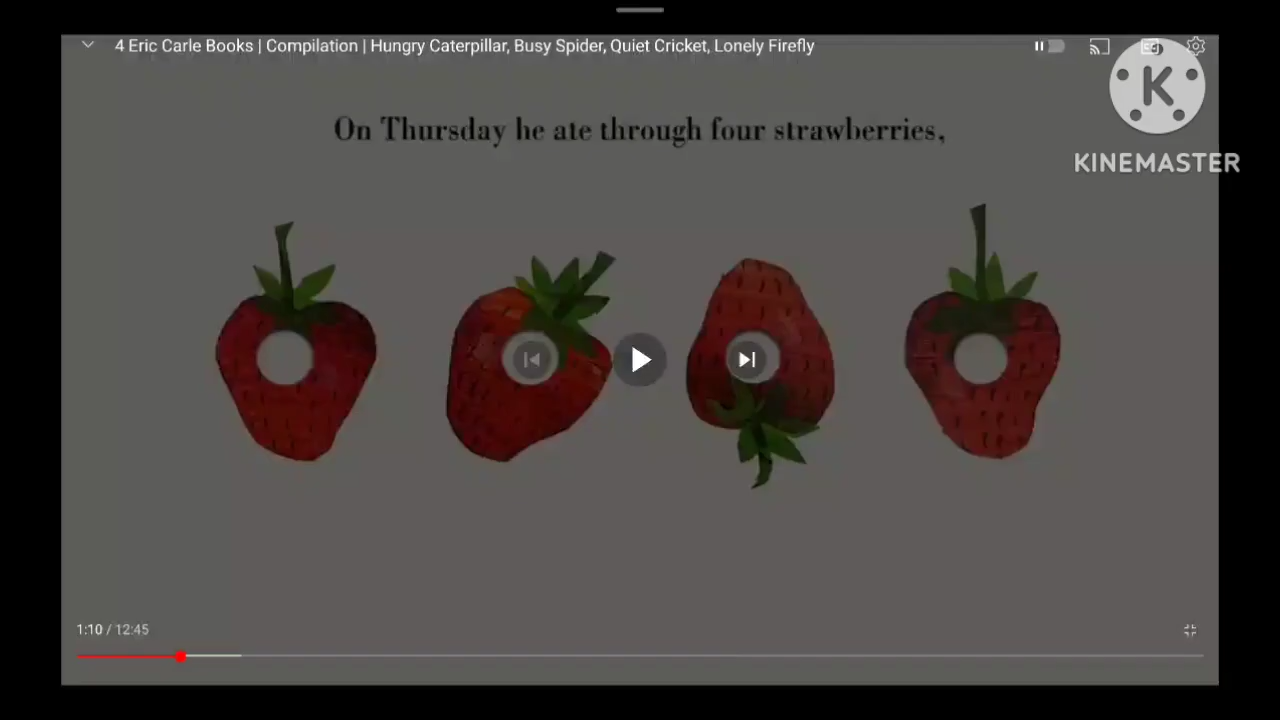 4 Eric Carle Books | Compilation | Hungry Caterpillar, Busy Spider, Quiet Cricket, Lonely Firefly
K
KINEMASTER
On Thursday he ate through four strawberries,
1:10 / 12:45